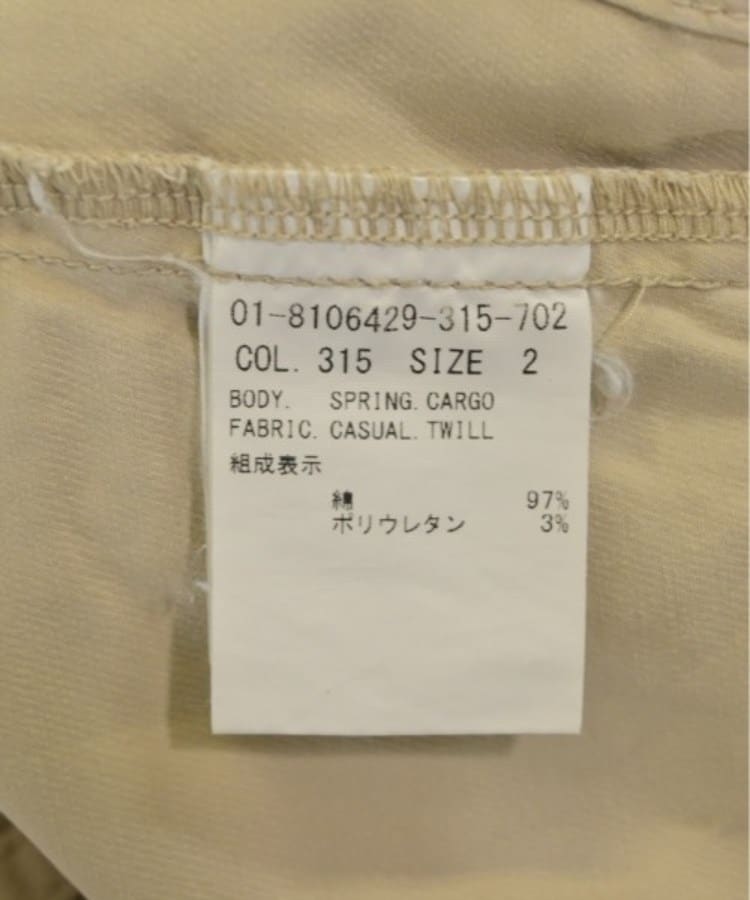 01-8106429-315-702
COL. 315 SIZE 2
BODY. SPRING. CARGO
FABRIC. CASUAL. TWILL
組成表示
綿 97%
ポリウレタン 3%